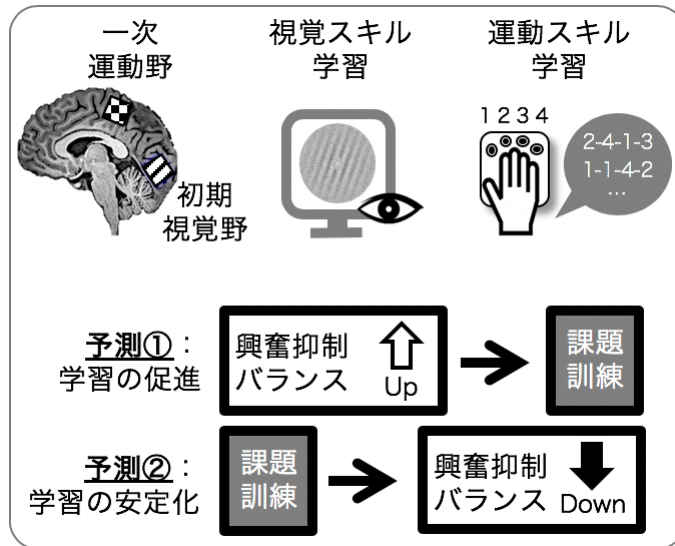 一次
運動野
視覚スキル
学習
運動スキル
学習
初期
視覚野
1 2 3 4
2-4-1-3
1-1-4-2
...
予測①：
学習の促進
興奮抑制
バランス
Up
課題
訓練
予測②：
学習の安定化
課題
訓練
興奮抑制
バランス
Down